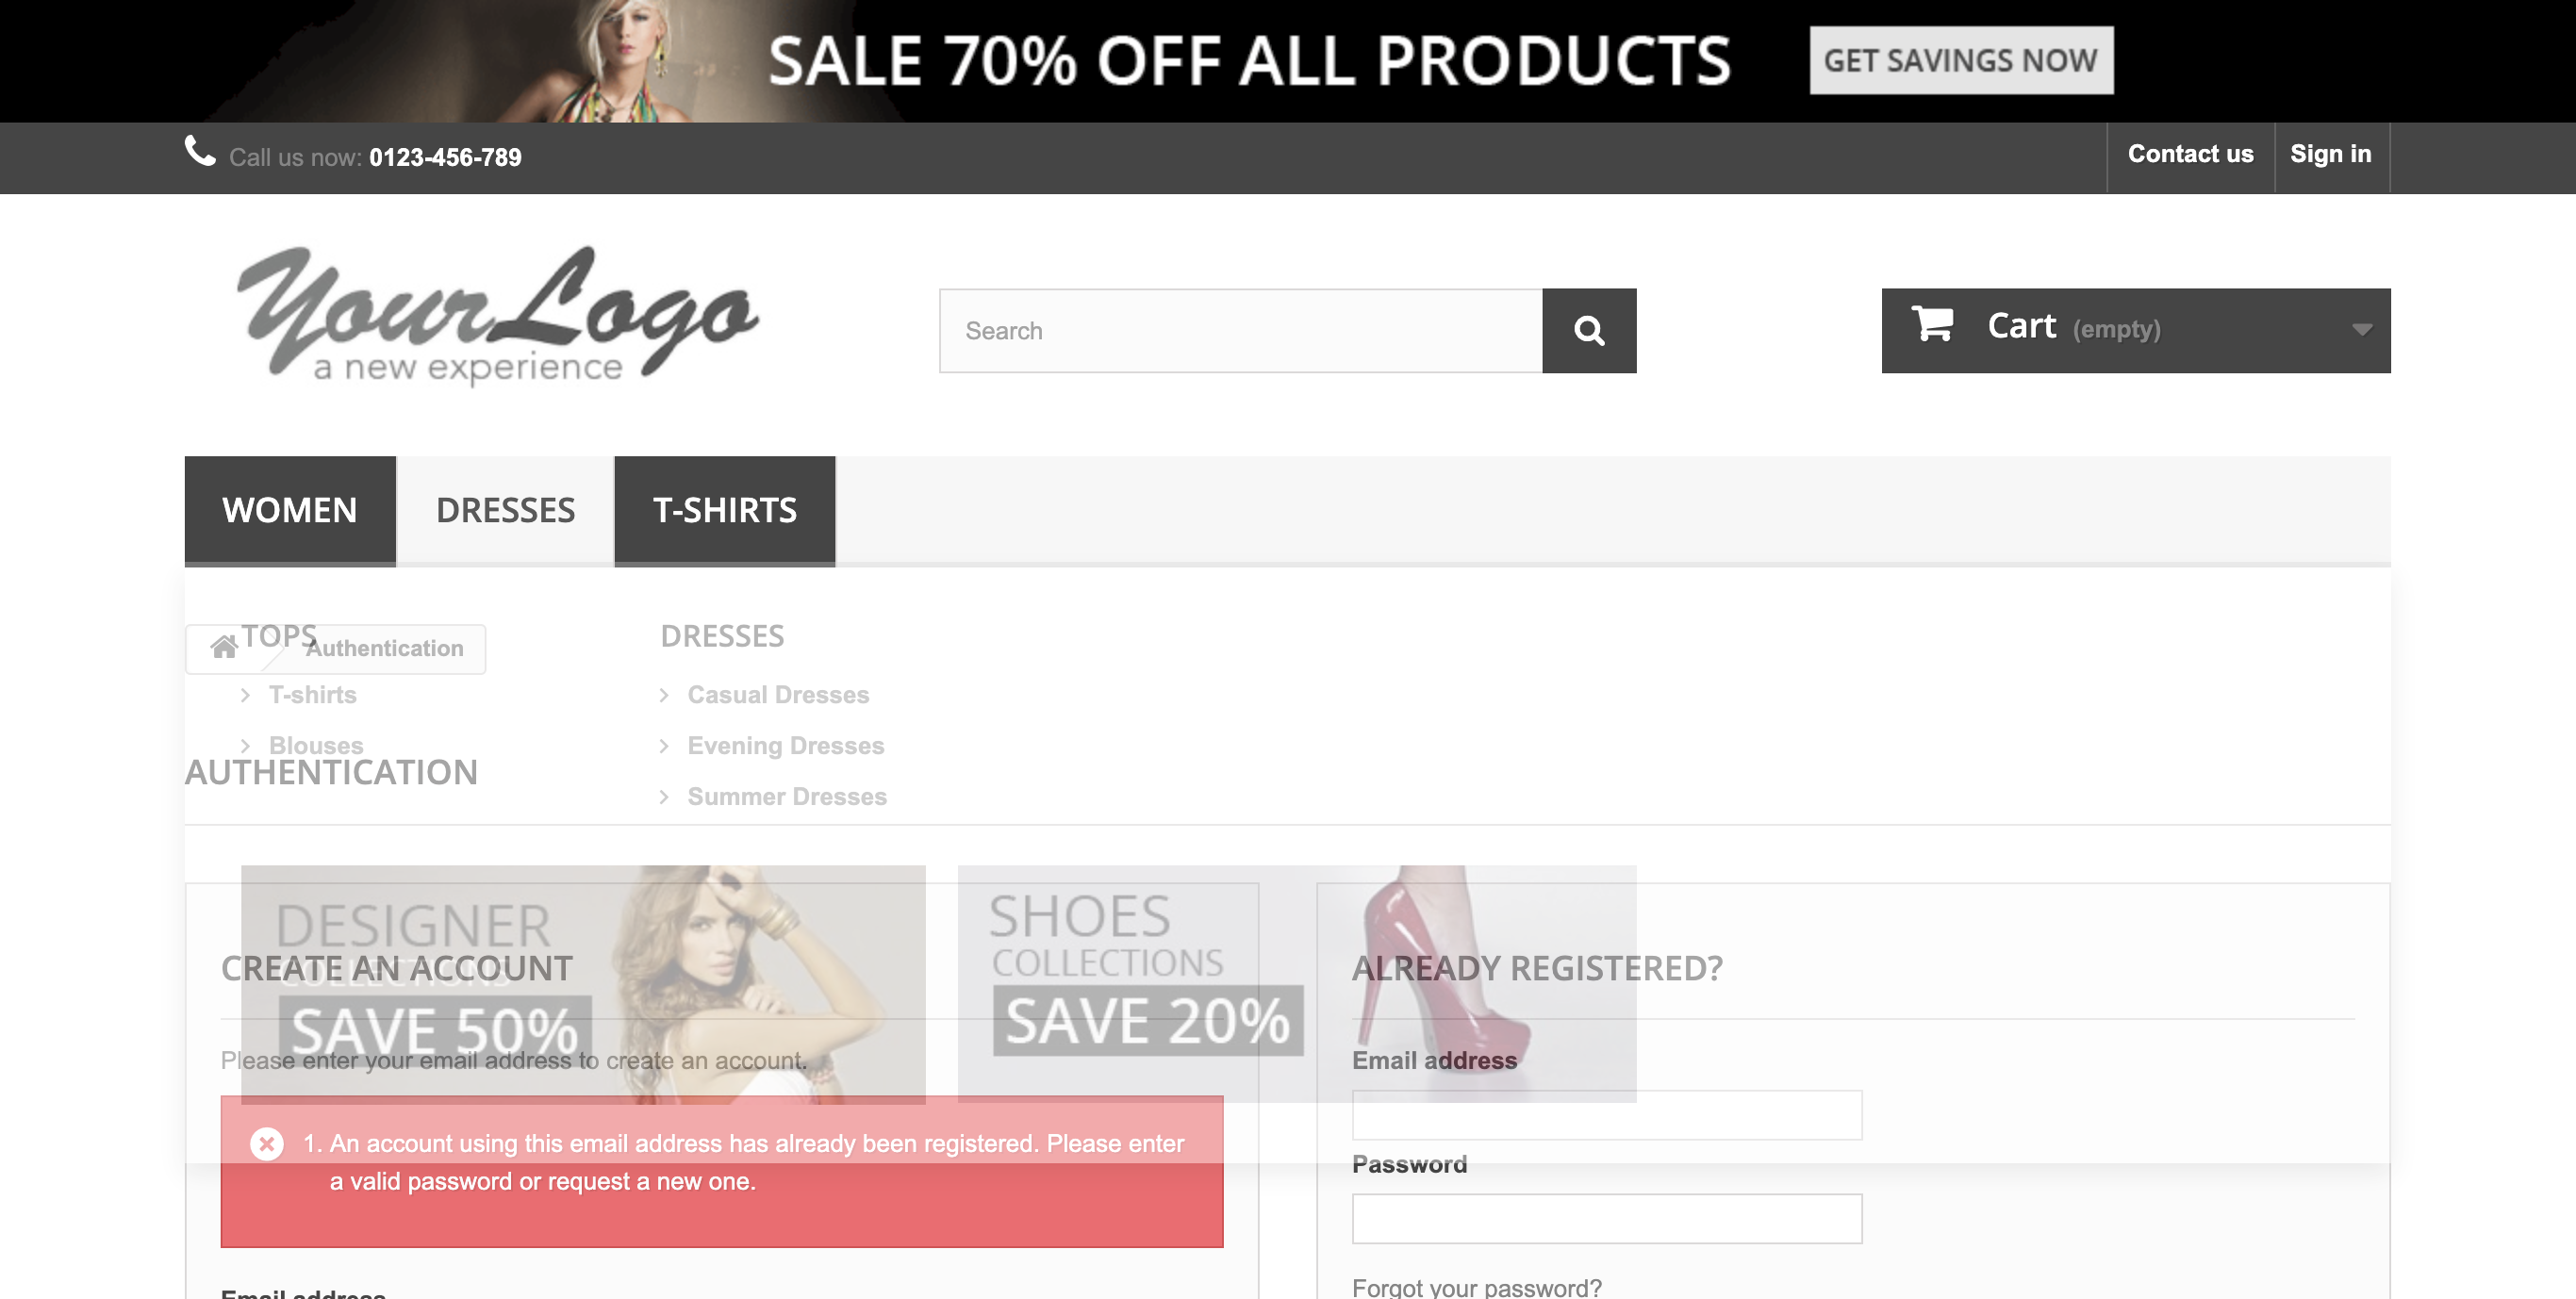 SALE 70% OFF ALL PRODUCTS GET SAVINGS NOW
Call us now: 0123-456-789 Contact us Sign in
YourLogo
a new experience
Search
Cart (empty)
WOMEN DRESSES T-SHIRTS
TOPS DRESSES
Authentication
T-shirts Casual Dresses
Blouses Evening Dresses
AUTHENTICATION
Summer Dresses
DESIGNER SHOES
COLLECTIONS COLLECTIONS
CREATE AN ACCOUNT ALREADY REGISTERED?
SAVE 50% SAVE 20%
Please enter your email address to create an account. Email address
1. An account using this email address has already been registered. Please enter
a valid password or request a new one.
Password
Forgot your password?
Email address